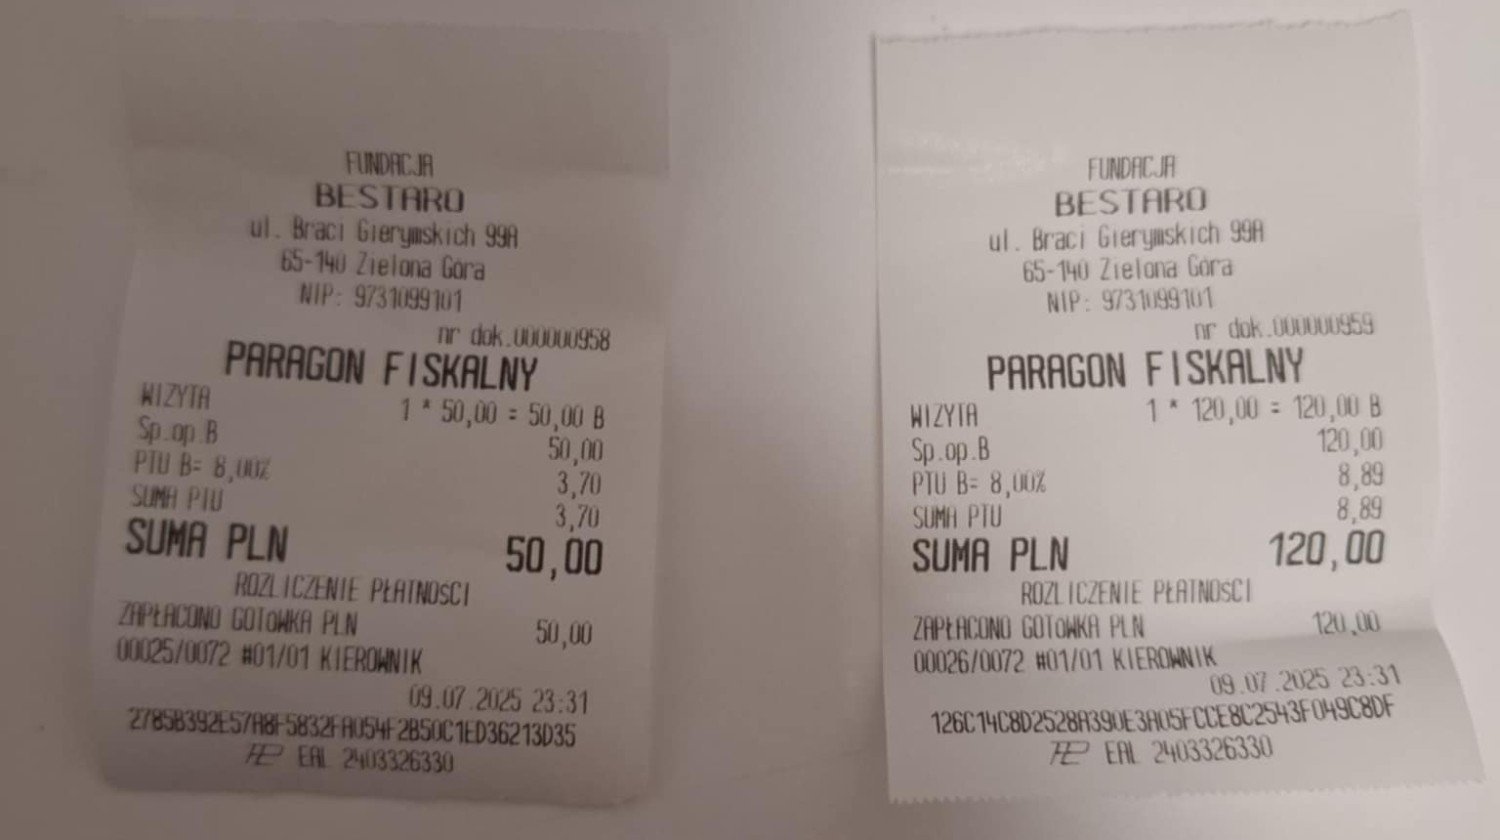 FUNDACJA
BESTARO
ul. Braci Gierymskich 99A
65-140 Zielona Góra
NIP: 9731099101
nr dok.000000958
PARAGON FISKALNY
WIZYTA 1 * 50,00 = 50,00 B
Sp.op.B 50,00
PTU B= 8,00% 3,70
SUMA PTU 3,70
SUMA PLN 50,00
ROZLICZENIE PŁATNOŚCI
ZAPŁACONO GOTÓWKA PLN 50,00
00025/0072 #01/01 KIEROWNIK
09.07.2025 23:31
2785B392E57A8F5832FA054F2B50C1ED36213D35
EAL 2403326330
FUNDACJA
BESTARO
ul. Braci Gierymskich 99A
65-140 Zielona Góra
NIP: 9731099101
nr dok.000000959
PARAGON FISKALNY
WIZYTA 1 * 120,00 = 120,00 B
Sp.op.B 120,00
PTU B= 8,00% 8,89
SUMA PTU 8,89
SUMA PLN 120,00
ROZLICZENIE PŁATNOŚCI
ZAPŁACONO GOTÓWKA PLN 120,00
00026/0072 #01/01 KIEROWNIK
09.07.2025 23:31
126C14C8D2528A390E3A05FCCE8C2543F049C8DF
EAL 2403326330